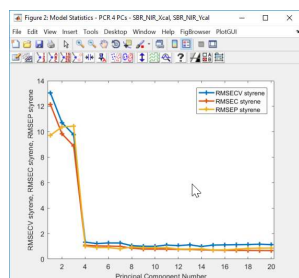 Figure 2: Model Statistics - PCR 4 PCs - SBR_NIR_Xcal, SBR_NIR_Ycal
File Edit View Insert Tools Desktop Window Help FigBrowser PlotGUI
14
12
10
8
6
4
2
0
2 4 6 8 10 12 14 16 18 20
RMSECV styrene, RMSEC styrene, RMSEP styrene
RMSECV styrene
RMSEC styrene
RMSEP styrene
Principal Component Number